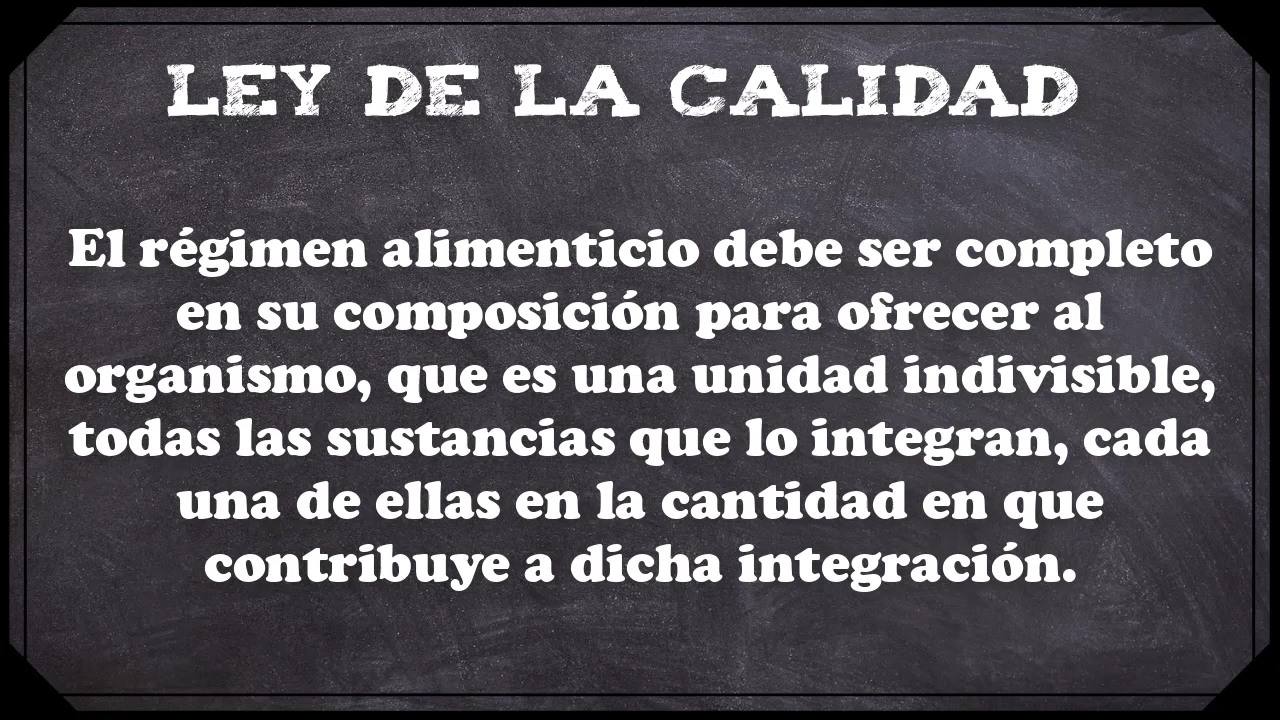 LEY DE LA CALIDAD
El régimen alimenticio debe ser completo
en su composición para ofrecer al
organismo, que es una unidad indivisible,
todas las sustancias que lo integran, cada
una de ellas en la cantidad en que
contribuye a dicha integración.